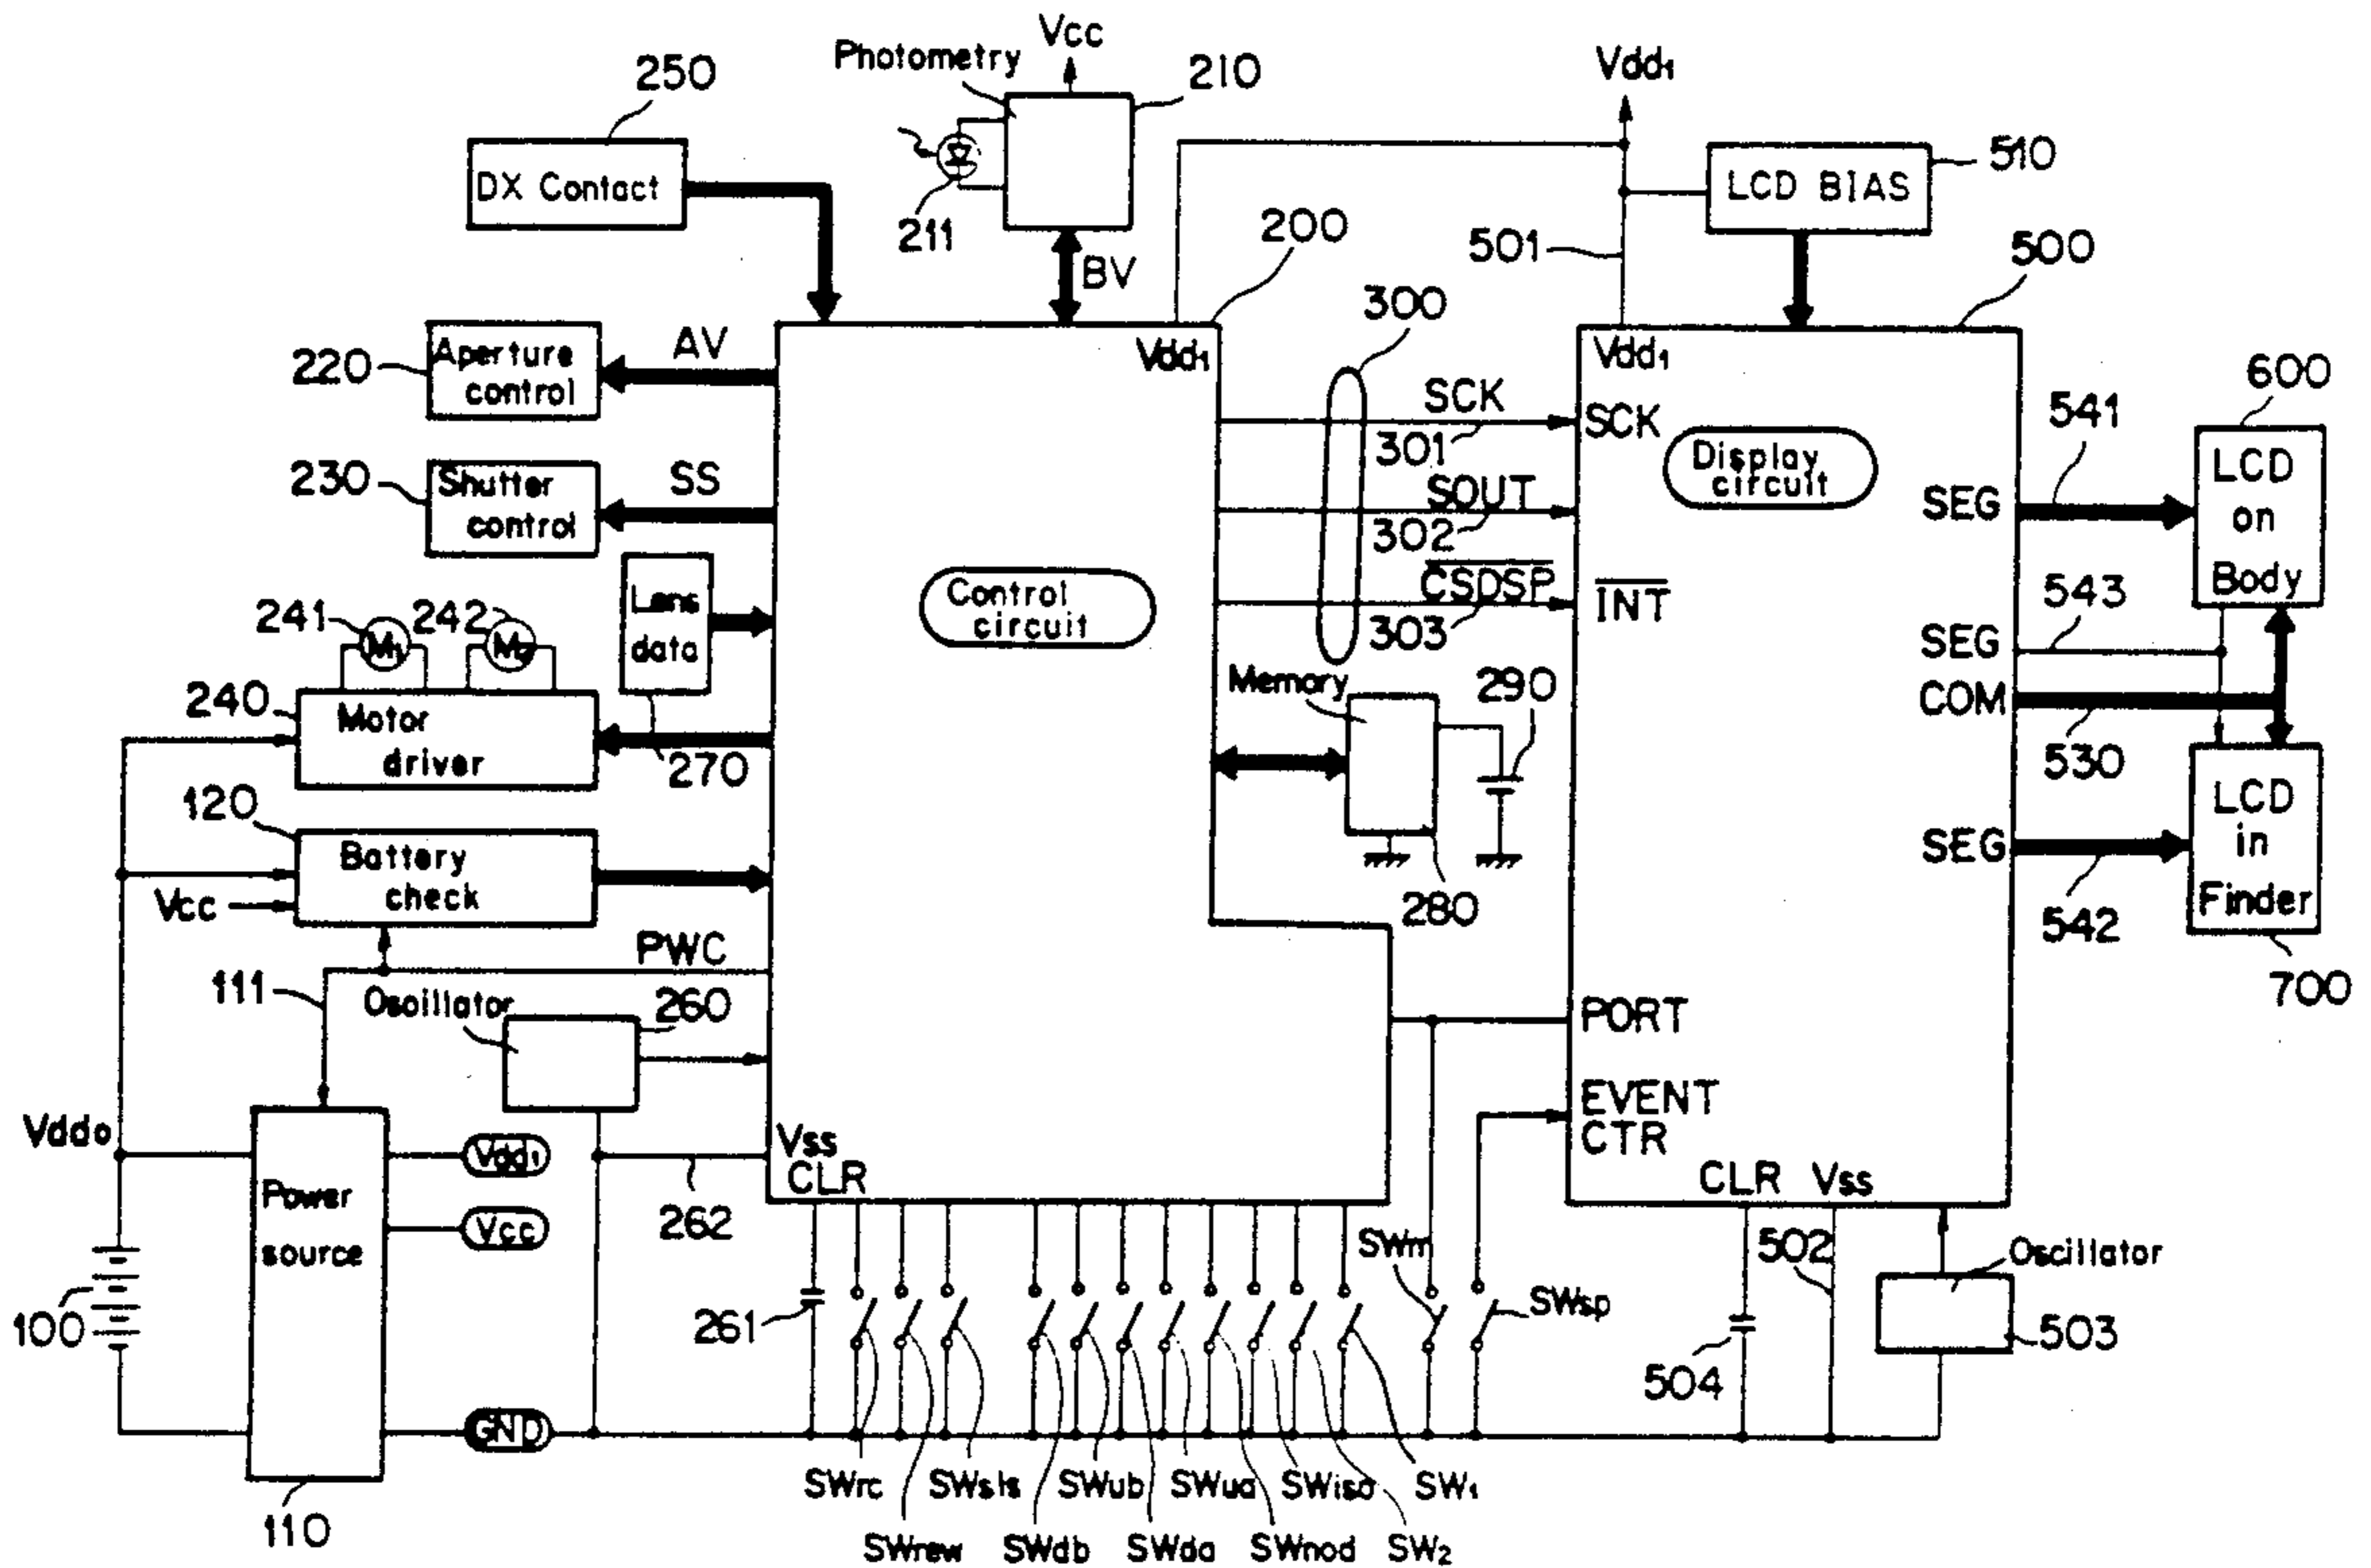 Vcc
Photometry
210
250
Vdd1
DX Contact
211
BV
200
LCD BIAS
510
501
500
220
Aperture
control
AV
Vdd1
300
Vdd1
SCK
301
SCK
Display
circuit
541
600
LCD
on
Body
230
Shutter
control
SS
SOUT
302
SEG
CSDSP
303
INT
Control
circuit
241
M1
242
M2
Lens
data
543
SEG
COM
530
240
Motor
driver
270
Memory
290
280
120
Battery
check
Vcc
LCD
in
Finder
SEG
542
700
PWC
111
Oscillator
260
PORT
EVENT
CTR
Vddo
Vdd1
Vss
CLR
262
CLR
Vss
Power
source
Vcc
SWm
502
Oscillator
100
261
SWsp
504
503
GND
110
SWrc
SWsls
SWub
SWua
SWiso
SW1
SWrew
SWdb
SWda
SWmod
SW2